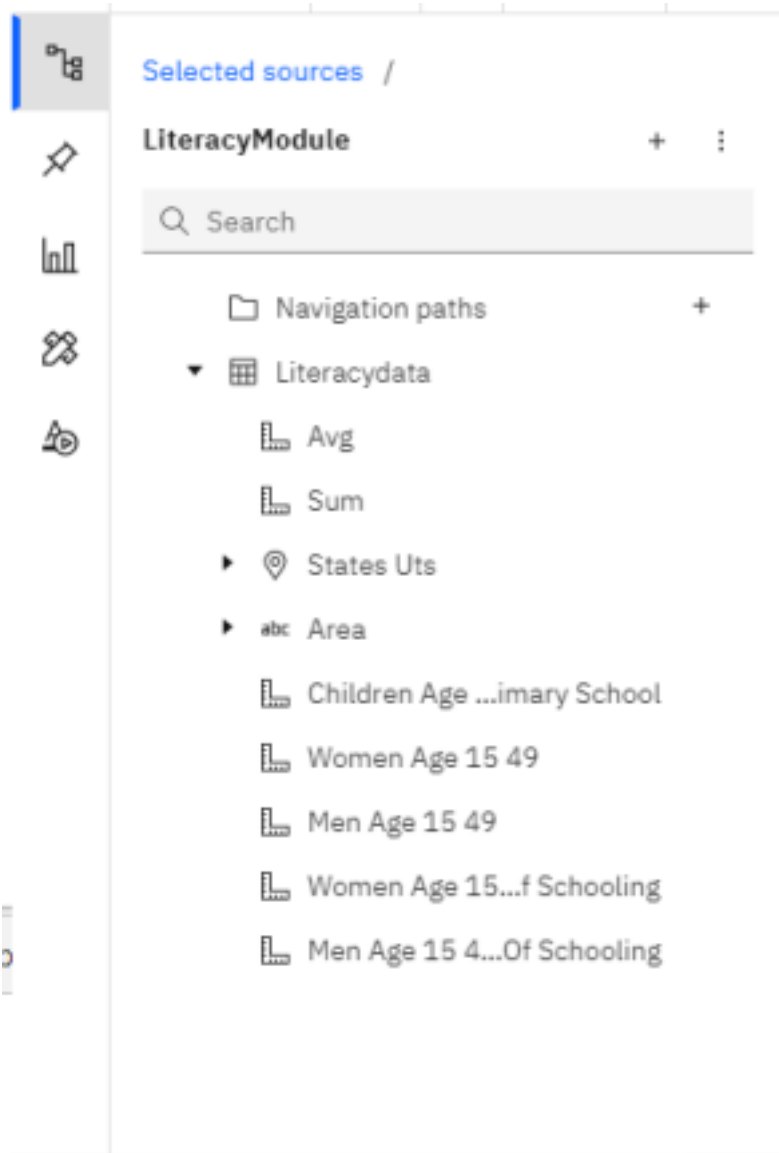 Selected sources /
LiteracyModule
Search
Navigation paths
Literacydata
Avg
Sum
States Uts
abc Area
Children Age ...imary School
Women Age 15 49
Men Age 15 49
Women Age 15...f Schooling
Men Age 15 4...Of Schooling